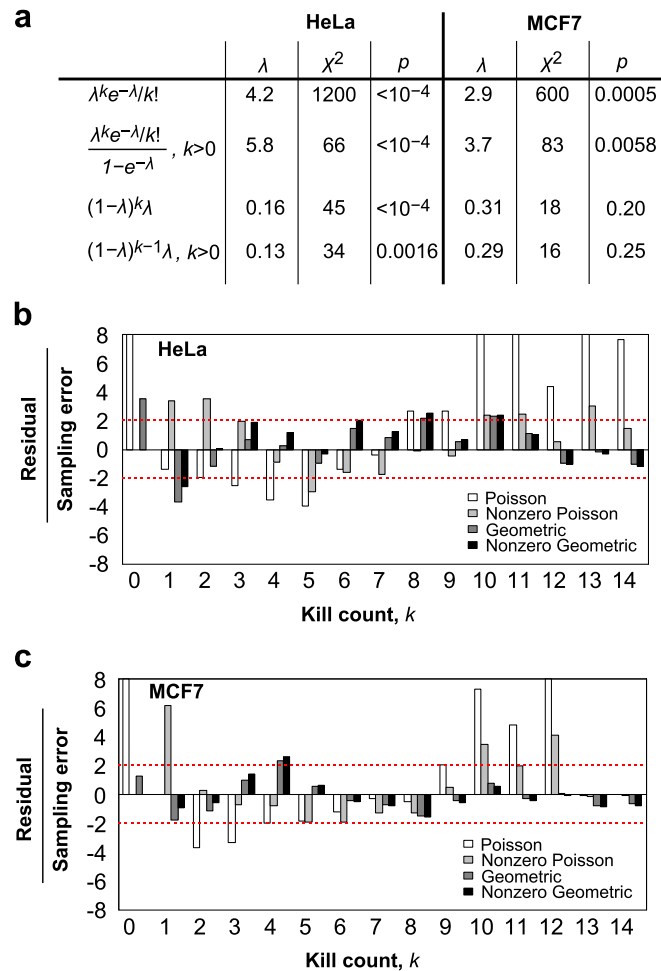 a
HeLa MCF7
λ χ² p λ χ² p
λᵏe⁻λ/k! 4.2 1200 <10⁻⁴ 2.9 600 0.0005
λᵏe⁻λ/k!
1−e⁻λ , k>0 5.8 66 <10⁻⁴ 3.7 83 0.0058
(1−λ)ᵏλ 0.16 45 <10⁻⁴ 0.31 18 0.20
(1−λ)ᵏ⁻¹λ, k>0 0.13 34 0.0016 0.29 16 0.25
b
HeLa
Residual
Sampling error
8
6
4
2
0
-2
-4
-6
-8
Poisson
Nonzero Poisson
Geometric
Nonzero Geometric
0 1 2 3 4 5 6 7 8 9 10 11 12 13 14
Kill count, k
c
MCF7
Residual
Sampling error
8
6
4
2
0
-2
-4
-6
-8
Poisson
Nonzero Poisson
Geometric
Nonzero Geometric
0 1 2 3 4 5 6 7 8 9 10 11 12 13 14
Kill count, k